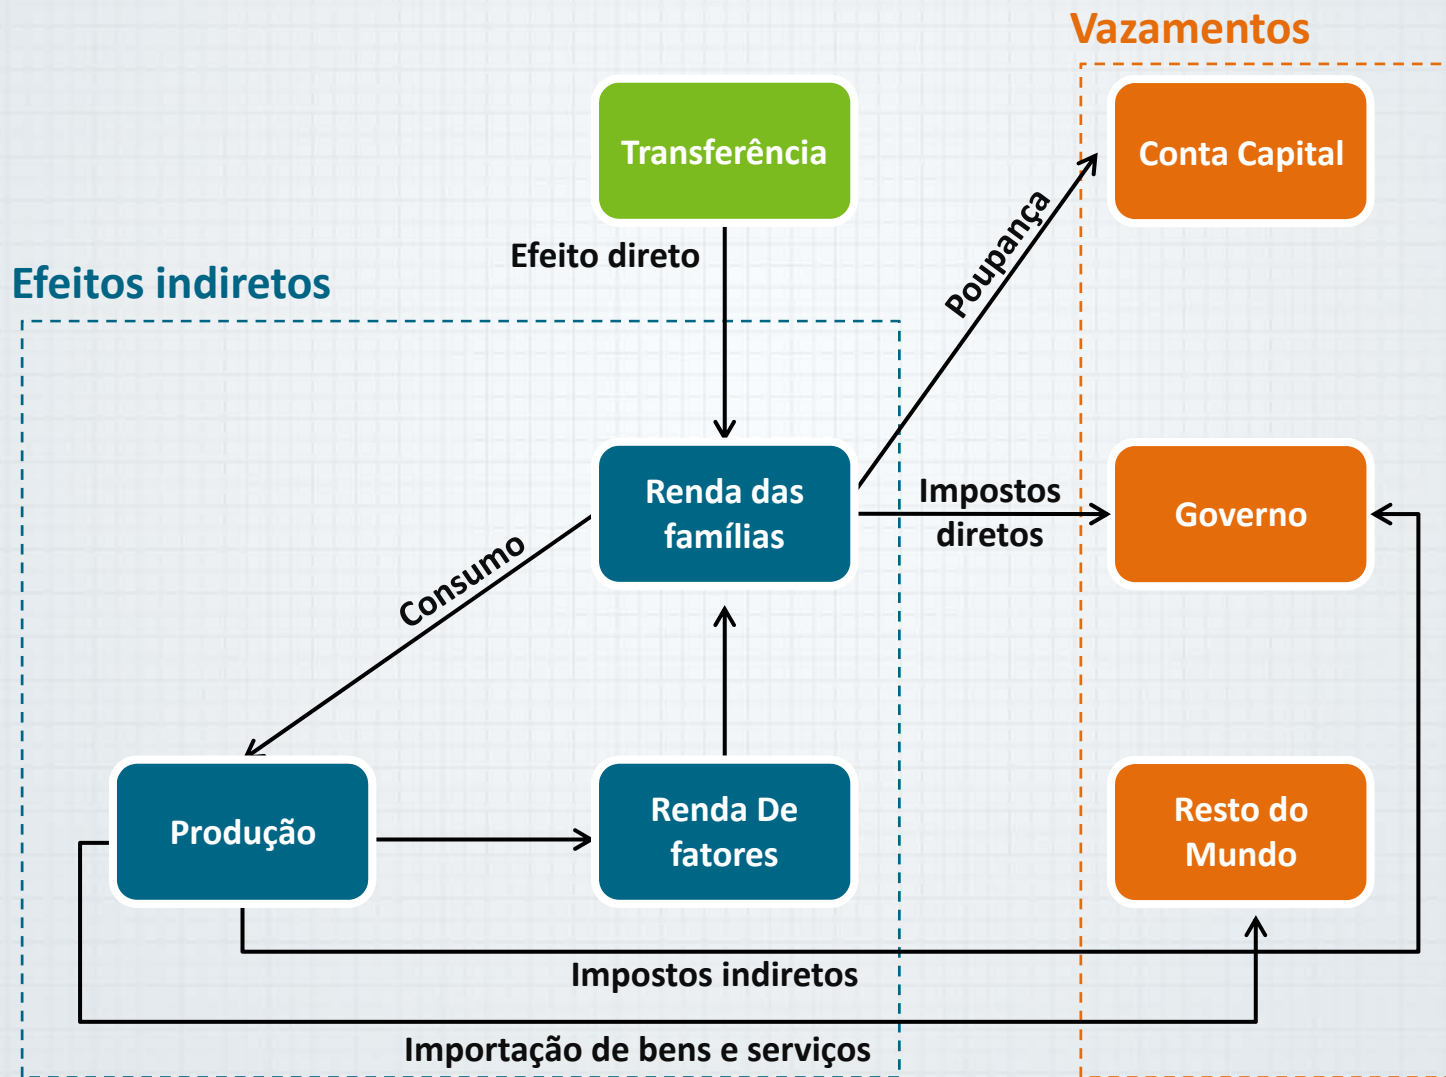 Vazamentos
Transferência
Conta Capital
Efeito direto
Poupança
Efeitos indiretos
Renda das
famílias
Impostos
diretos
Governo
Consumo
Produção
Renda De
fatores
Resto do
Mundo
Impostos indiretos
Importação de bens e serviços